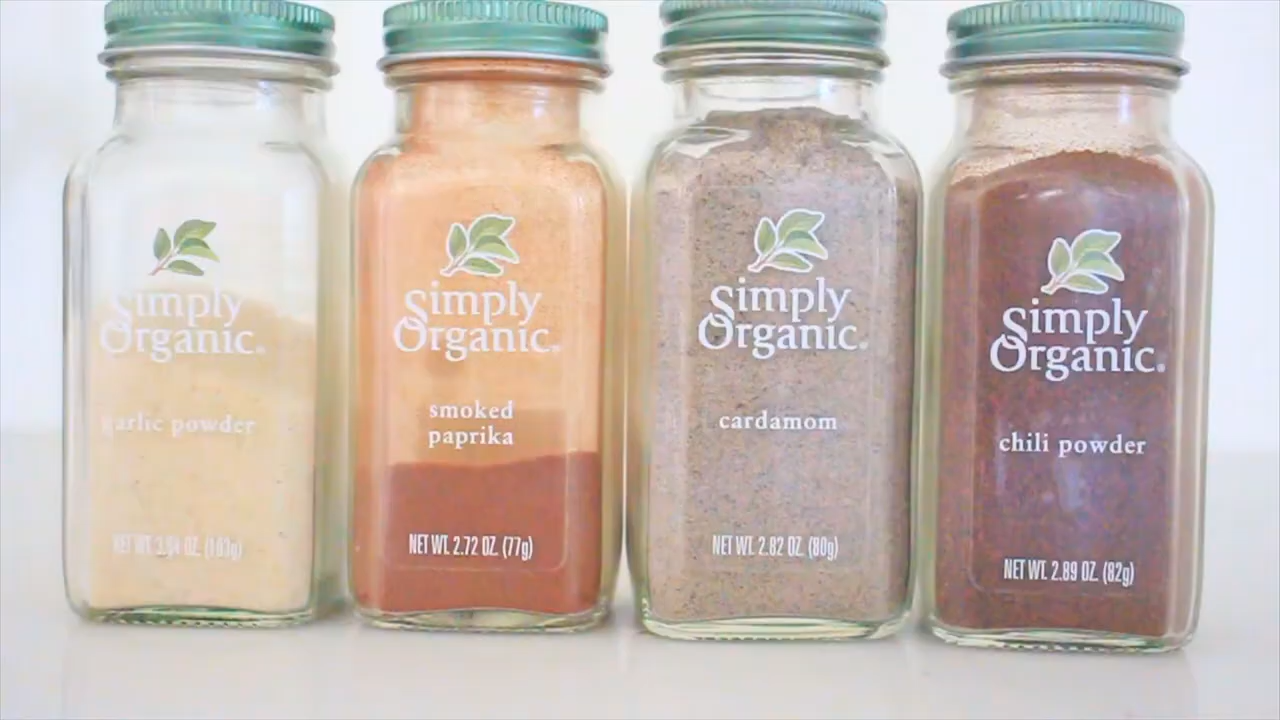 Simply
Organic
garlic powder
Simply
Organic
smoked
paprika
NET WT. 2.72 OZ. (77g)
Simply
Organic
cardamom
NET WT. 2.82 OZ. (80g)
Simply
Organic®
chili powder
NET WT. 2.89 OZ. (82g)